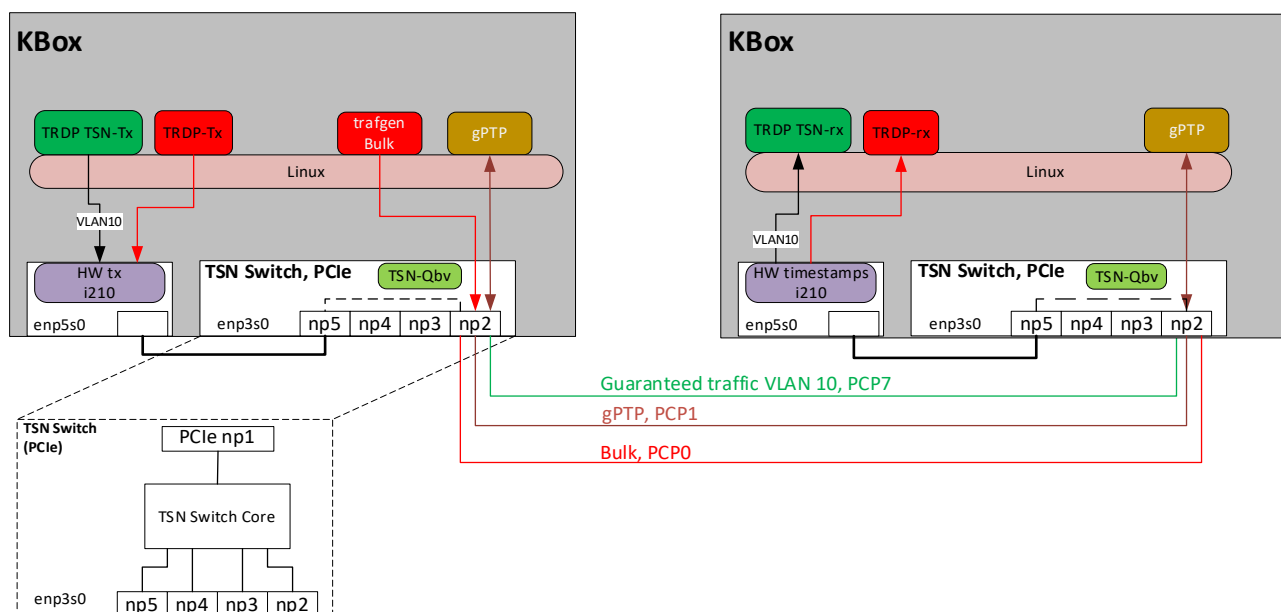 KBox
TRDP TSN-Tx
TRDP-Tx
trafgen
Bulk
gPTP
Linux
VLAN10
HW tx
i210
enp5s0
TSN Switch, PCIe
TSN-Qbv
enp3s0
np5
np4
np3
np2
KBox
TRDP TSN-rx
TRDP-rx
gPTP
Linux
VLAN10
HW timestamps
i210
enp5s0
TSN Switch, PCIe
TSN-Qbv
enp3s0
np5
np4
np3
np2
Guaranteed traffic VLAN 10, PCP7
gPTP, PCP1
Bulk, PCP0
TSN Switch
(PCIe)
PCIe np1
TSN Switch Core
enp3s0
np5
np4
np3
np2